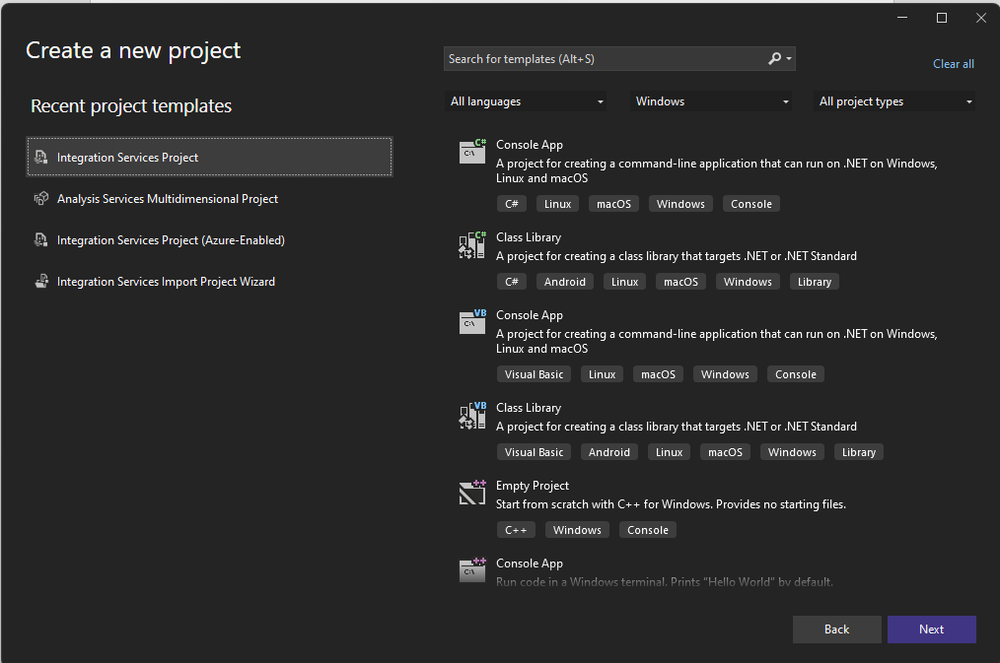 Create a new project
Search for templates (Alt+S)
Clear all
Recent project templates
All languages
Windows
All project types
Integration Services Project
Analysis Services Multidimensional Project
Integration Services Project (Azure-Enabled)
Integration Services Import Project Wizard
C#
C:\
Console App
A project for creating a command-line application that can run on .NET on Windows,
Linux and macOS
C# Linux macOS Windows Console
C#
Class Library
A project for creating a class library that targets .NET or .NET Standard
C# Android Linux macOS Windows Library
VB
C:\
Console App
A project for creating a command-line application that can run on .NET on Windows,
Linux and macOS
Visual Basic Linux macOS Windows Console
VB
Class Library
A project for creating a class library that targets .NET or .NET Standard
Visual Basic Android Linux macOS Windows Library
++
Empty Project
Start from scratch with C++ for Windows. Provides no starting files.
C++ Windows Console
++
C:\
Console App
Run code in a Windows terminal. Prints "Hello World" by default.
Back
Next